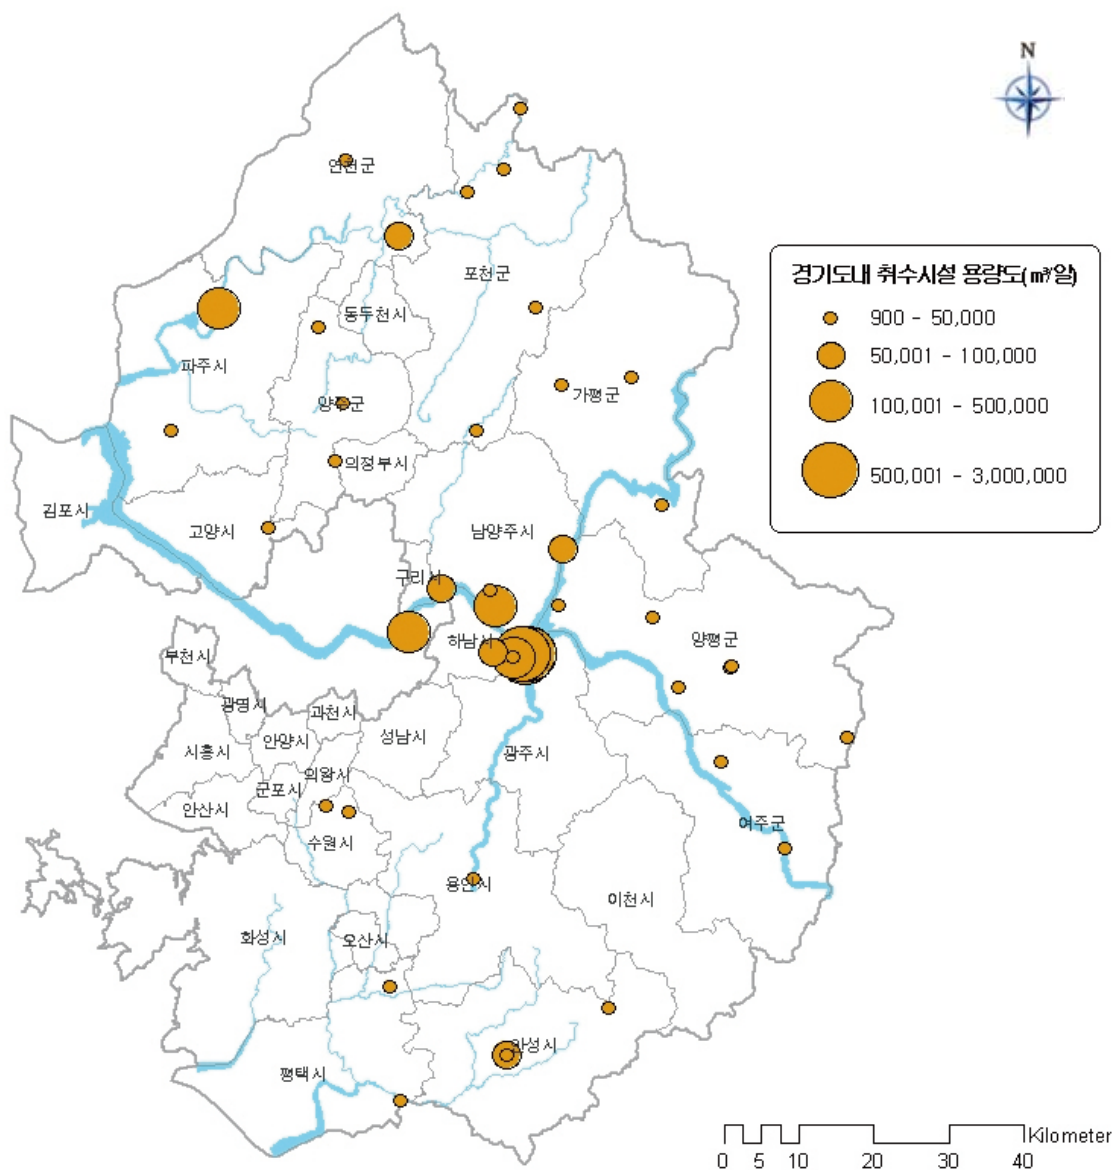 N
연천군
경기도내 취수시설 용량도(㎥/일)
900 - 50,000
50,001 - 100,000
100,001 - 500,000
500,001 - 3,000,000
포천군
동두천시
파주시
가평군
양주군
의정부시
김포시
고양시
남양주시
구리시
하남시
양평군
부천시
광명시
과천시
시흥시
안양시
성남시
광주시
의왕시
군포시
안산시
수원시
여주군
용인시
이천시
화성시
오산시
안성시
평택시
Kilometer
0 5 10 20 30 40